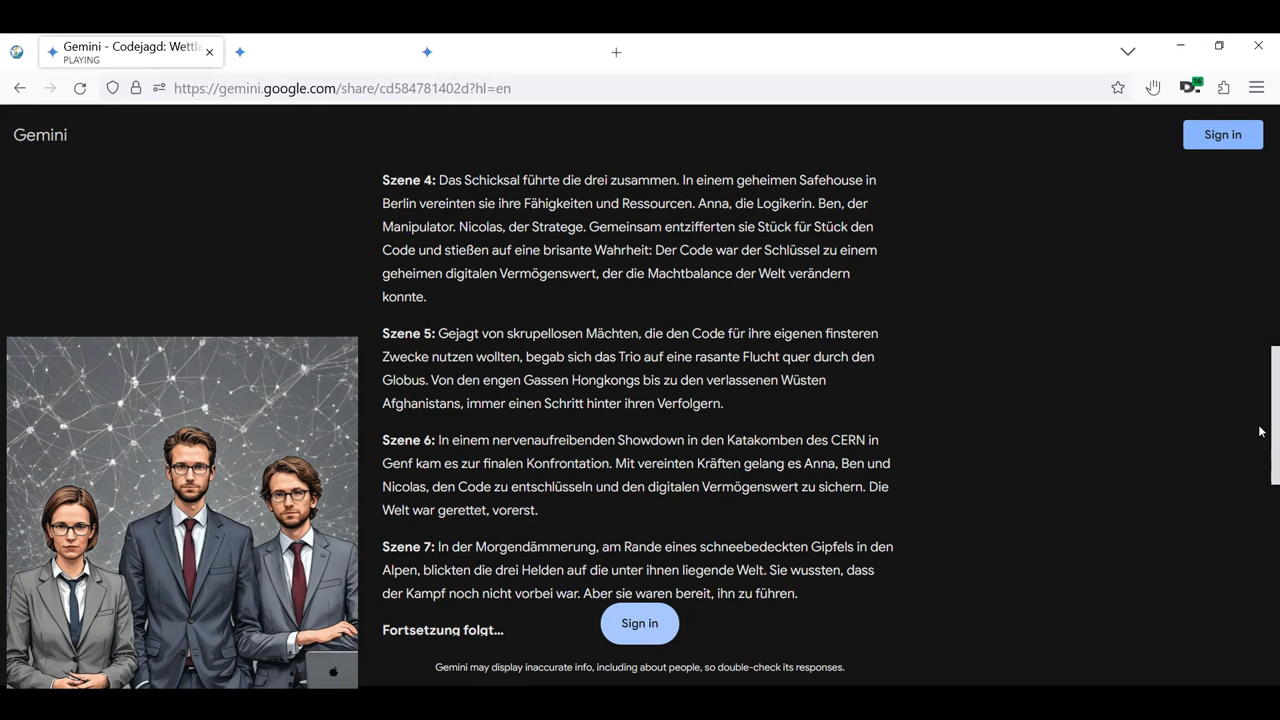 Gemini - Codejagd: Wettla
PLAYING
https://gemini.google.com/share/cd584781402d?hl=en
16
Gemini
Sign in
Szene 4: Das Schicksal führte die drei zusammen. In einem geheimen Safehouse in
Berlin vereinten sie ihre Fähigkeiten und Ressourcen. Anna, die Logikerin. Ben, der
Manipulator. Nicolas, der Stratege. Gemeinsam entzifferten sie Stück für Stück den
Code und stießen auf eine brisante Wahrheit: Der Code war der Schlüssel zu einem
geheimen digitalen Vermögenswert, der die Machtbalance der Welt verändern
konnte.
Szene 5: Gejagt von skrupellosen Mächten, die den Code für ihre eigenen finsteren
Zwecke nutzen wollten, begab sich das Trio auf eine rasante Flucht quer durch den
Globus. Von den engen Gassen Hongkongs bis zu den verlassenen Wüsten
Afghanistans, immer einen Schritt hinter ihren Verfolgern.
Szene 6: In einem nervenaufreibenden Showdown in den Katakomben des CERN in
Genf kam es zur finalen Konfrontation. Mit vereinten Kräften gelang es Anna, Ben und
Nicolas, den Code zu entschlüsseln und den digitalen Vermögenswert zu sichern. Die
Welt war gerettet, vorerst.
Szene 7: In der Morgendämmerung, am Rande eines schneebedeckten Gipfels in den
Alpen, blickten die drei Helden auf die unter ihnen liegende Welt. Sie wussten, dass
der Kampf noch nicht vorbei war. Aber sie waren bereit, ihn zu führen.
Fortsetzung folgt...
Sign in
Gemini may display inaccurate info, including about people, so double-check its responses.